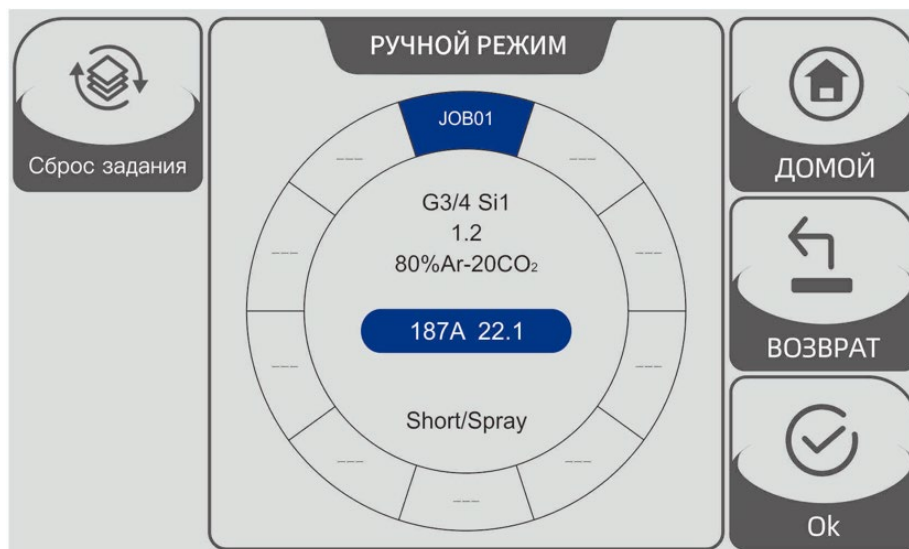 РУЧНОЙ РЕЖИМ
Сброс задания
JOB01
---
---
---
---
---
---
---
---
---
G3/4 Si1
1.2
80%Ar-20CO₂
187A 22.1
Short/Spray
ДОМОЙ
ВОЗВРАТ
Ok